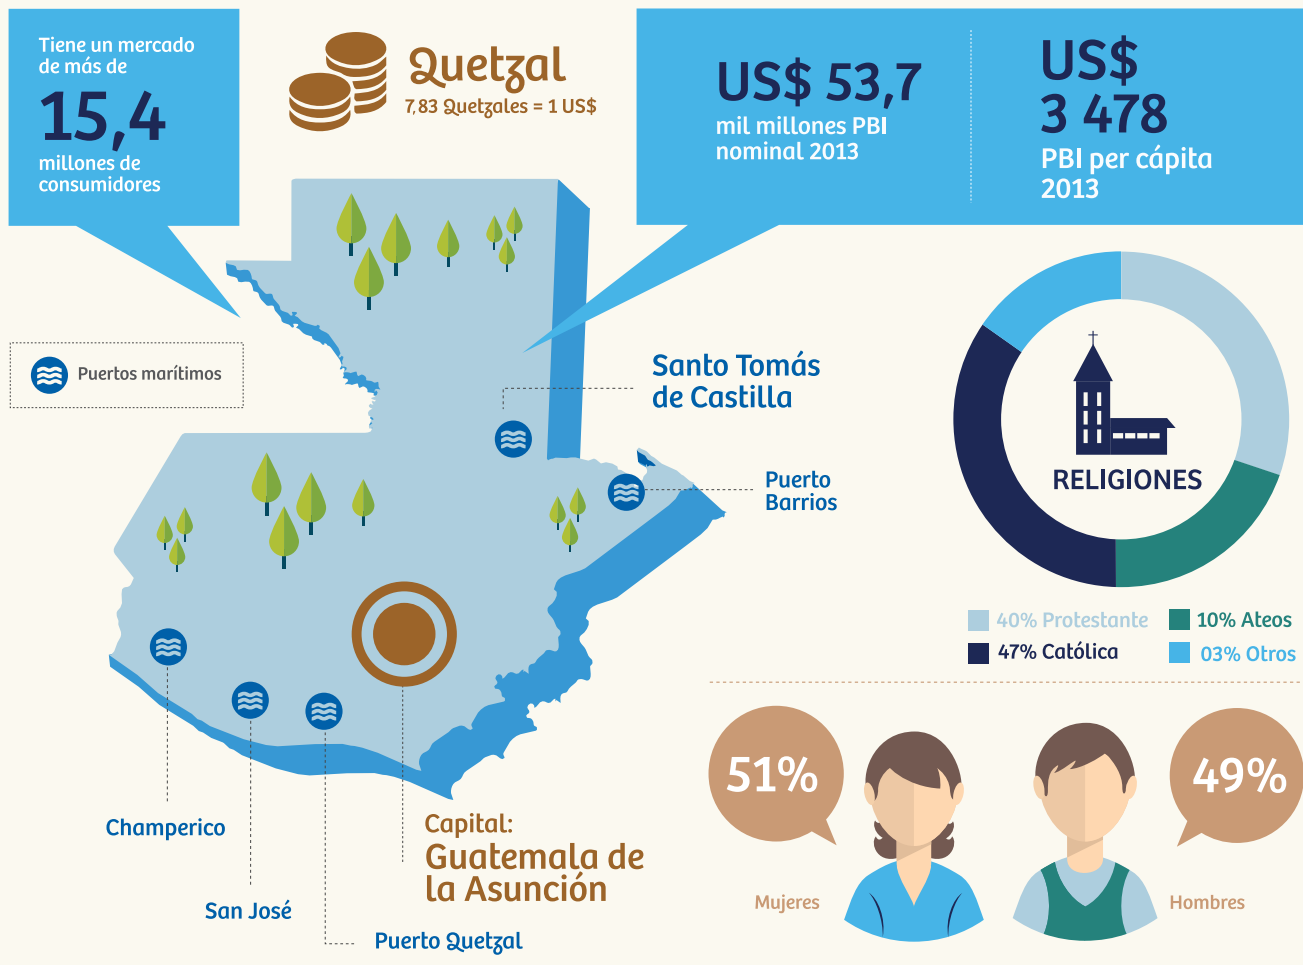 Tiene un mercado
de más de
15,4
millones de
consumidores
Quetzal
7,83 Quetzales = 1 US$
US$ 53,7
mil millones PBI
nominal 2013
US$
3 478
PBI per cápita
2013
Puertos marítimos
Santo Tomás
de Castilla
Puerto
Barrios
RELIGIONES
40% Protestante
10% Ateos
47% Católica
03% Otros
51%
49%
Mujeres
Hombres
Champerico
San José
Puerto Quetzal
Capital:
Guatemala de
la Asunción